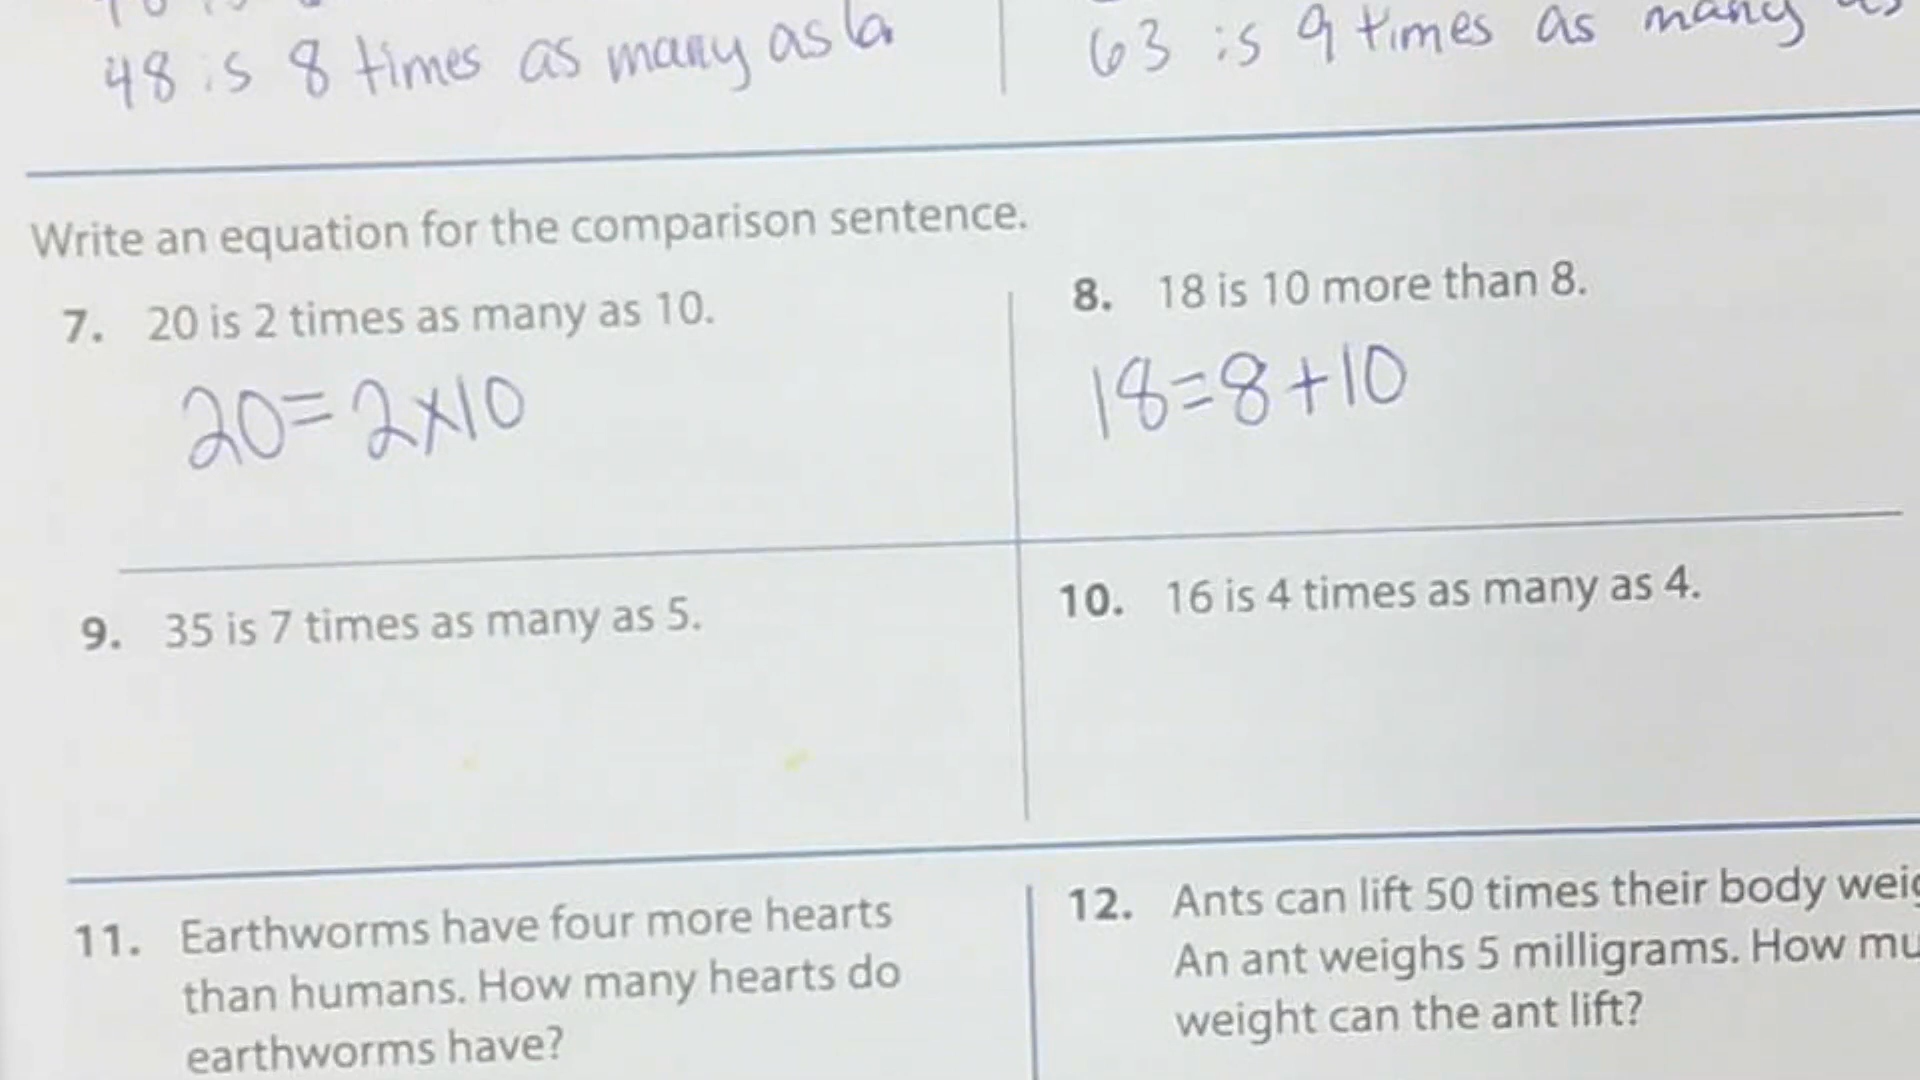 48 is 8 times as many as 6
63 is 9 times as many as
Write an equation for the comparison sentence.
7. 20 is 2 times as many as 10.
20=2x10
8. 18 is 10 more than 8.
18=8+10
9. 35 is 7 times as many as 5.
10. 16 is 4 times as many as 4.
11. Earthworms have four more hearts
than humans. How many hearts do
earthworms have?
12. Ants can lift 50 times their body
An ant weighs 5 milligrams. How
weight can the ant lift?